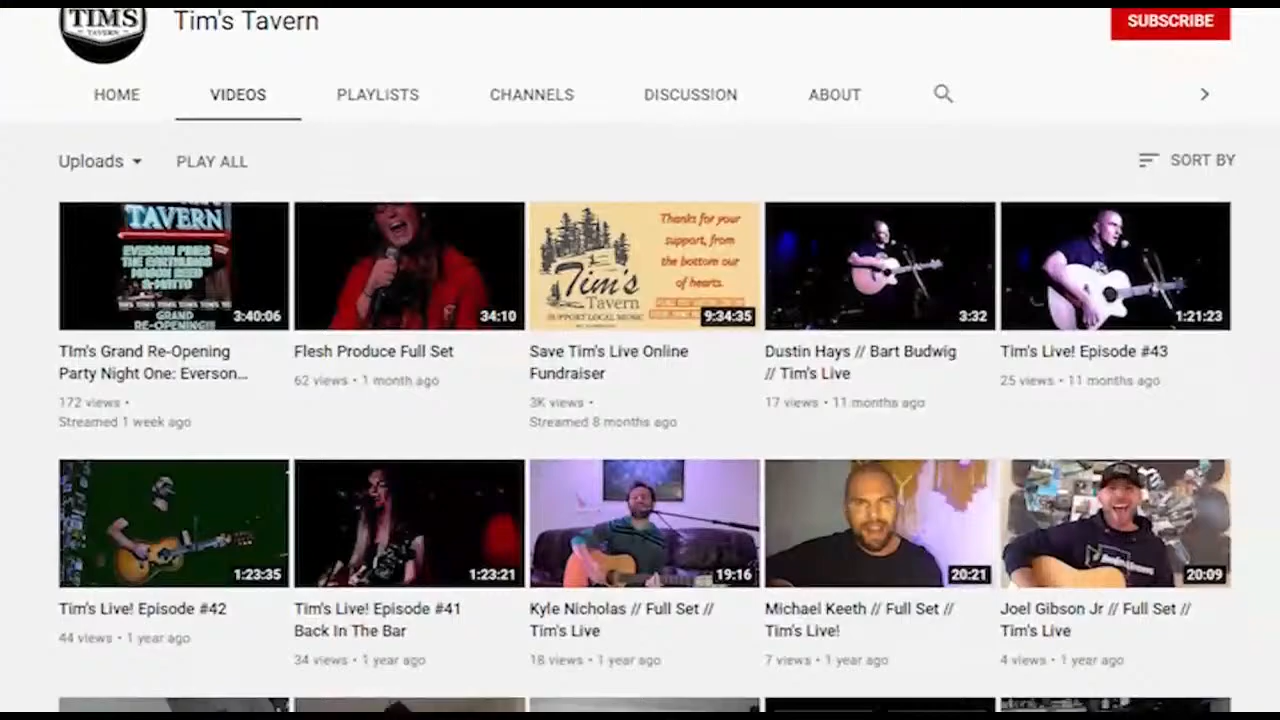 TIMS
TAVERN
Tim's Tavern
SUBSCRIBE
HOME
VIDEOS
PLAYLISTS
CHANNELS
DISCUSSION
ABOUT
Uploads
PLAY ALL
SORT BY
TAVERN
EVERSON PINES
THE EARTHLINGS
MASON REED
GRAND
RE-OPENING!!!
3:40:06
34:10
Tim's
Tavern
SUPPORT LOCAL MUSIC
Thanks for your
support, from
the bottom our
of hearts.
9:34:35
3:32
1:21:23
TIm's Grand Re-Opening
Party Night One: Everson...
172 views •
Streamed 1 week ago
Flesh Produce Full Set
62 views • 1 month ago
Save Tim's Live Online
Fundraiser
3K views •
Streamed 8 months ago
Dustin Hays // Bart Budwig
// Tim's Live
17 views • 11 months ago
Tim's Live! Episode #43
25 views • 11 months ago
1:23:35
1:23:21
19:16
20:21
20:09
Tim's Live! Episode #42
44 views • 1 year ago
Tim's Live! Episode #41
Back In The Bar
34 views • 1 year ago
Kyle Nicholas // Full Set //
Tim's Live
18 views • 1 year ago
Michael Keeth // Full Set //
Tim's Live!
7 views • 1 year ago
Joel Gibson Jr // Full Set //
Tim's Live
4 views • 1 year ago